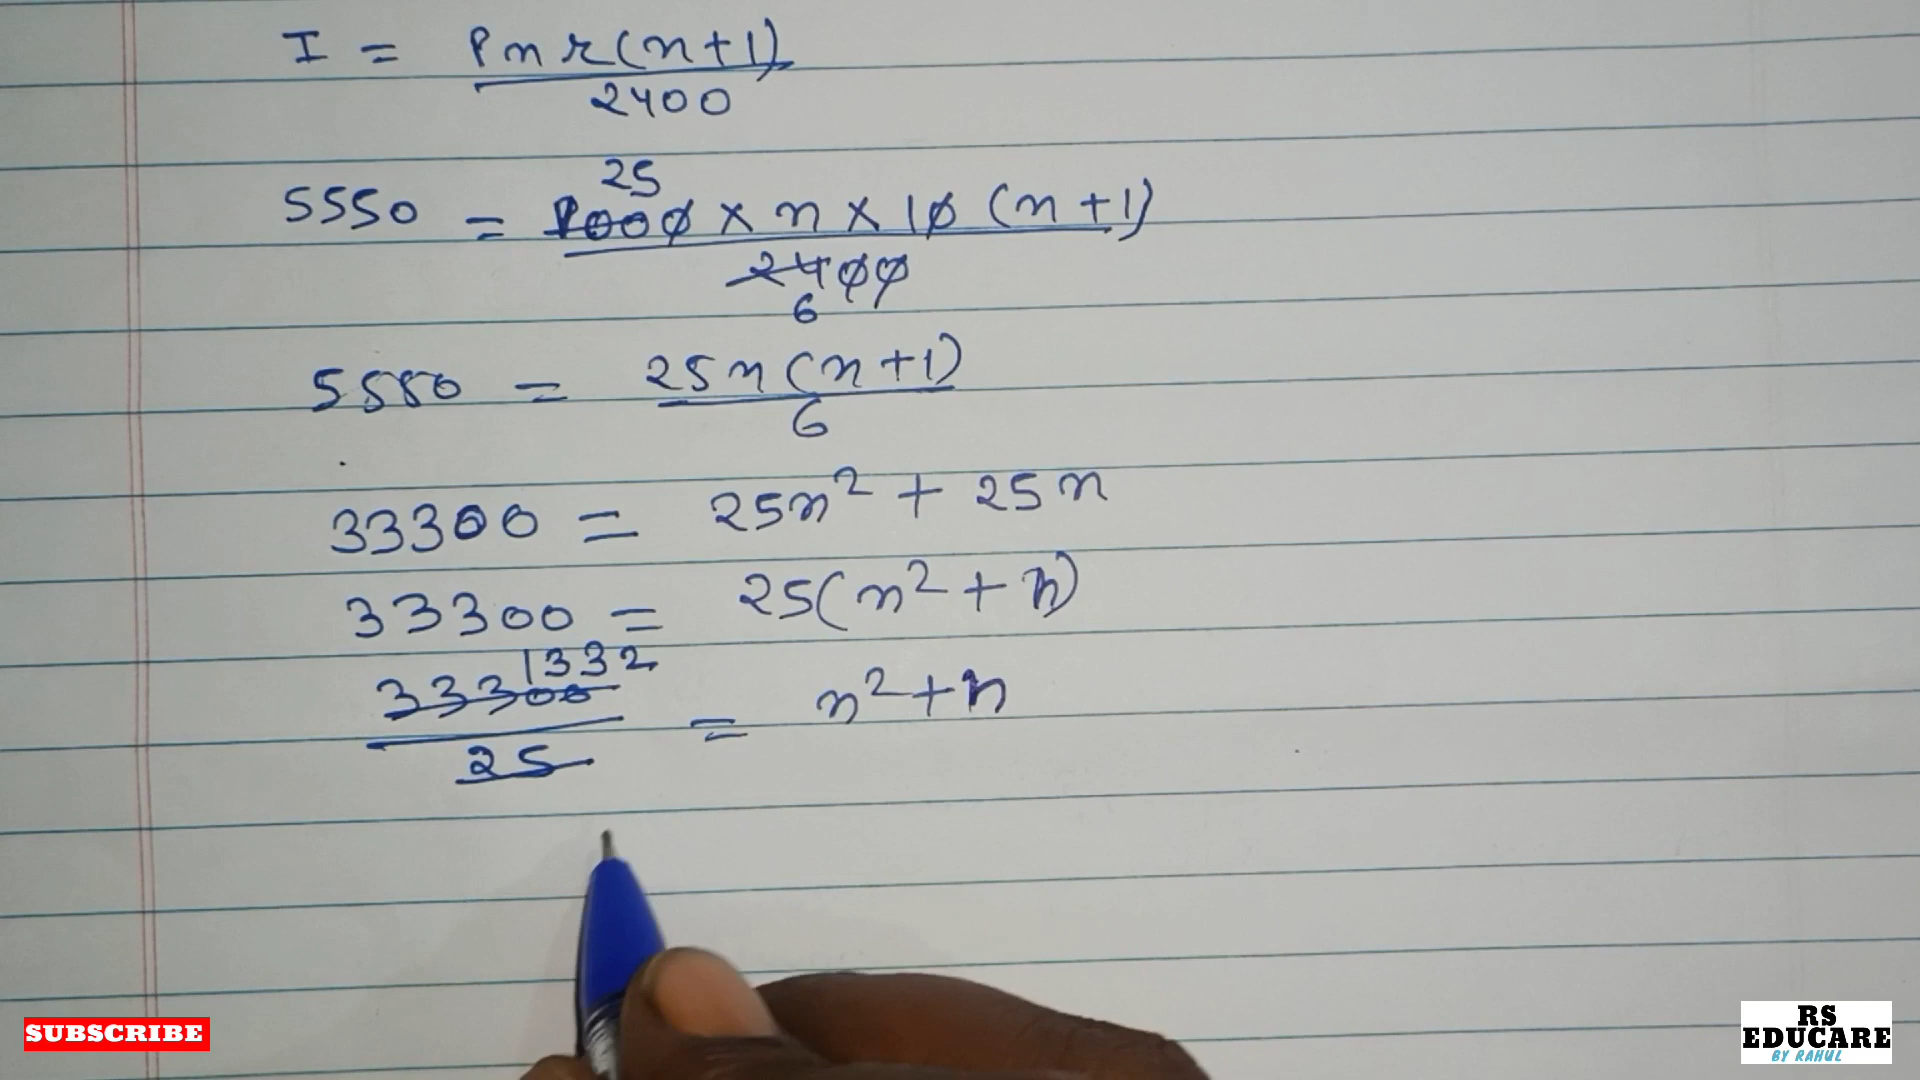 I = Pnr(n+1)
2400
25
5550 = 1000 × n × 10 (n+1)
2400
6
5550 = 25n(n+1)
6
33300 = 25n² + 25n
33300 = 25(n² + n)
1332
33300 = n² + n
25
SUBSCRIBE
RS
EDUCARE
BY RAHUL